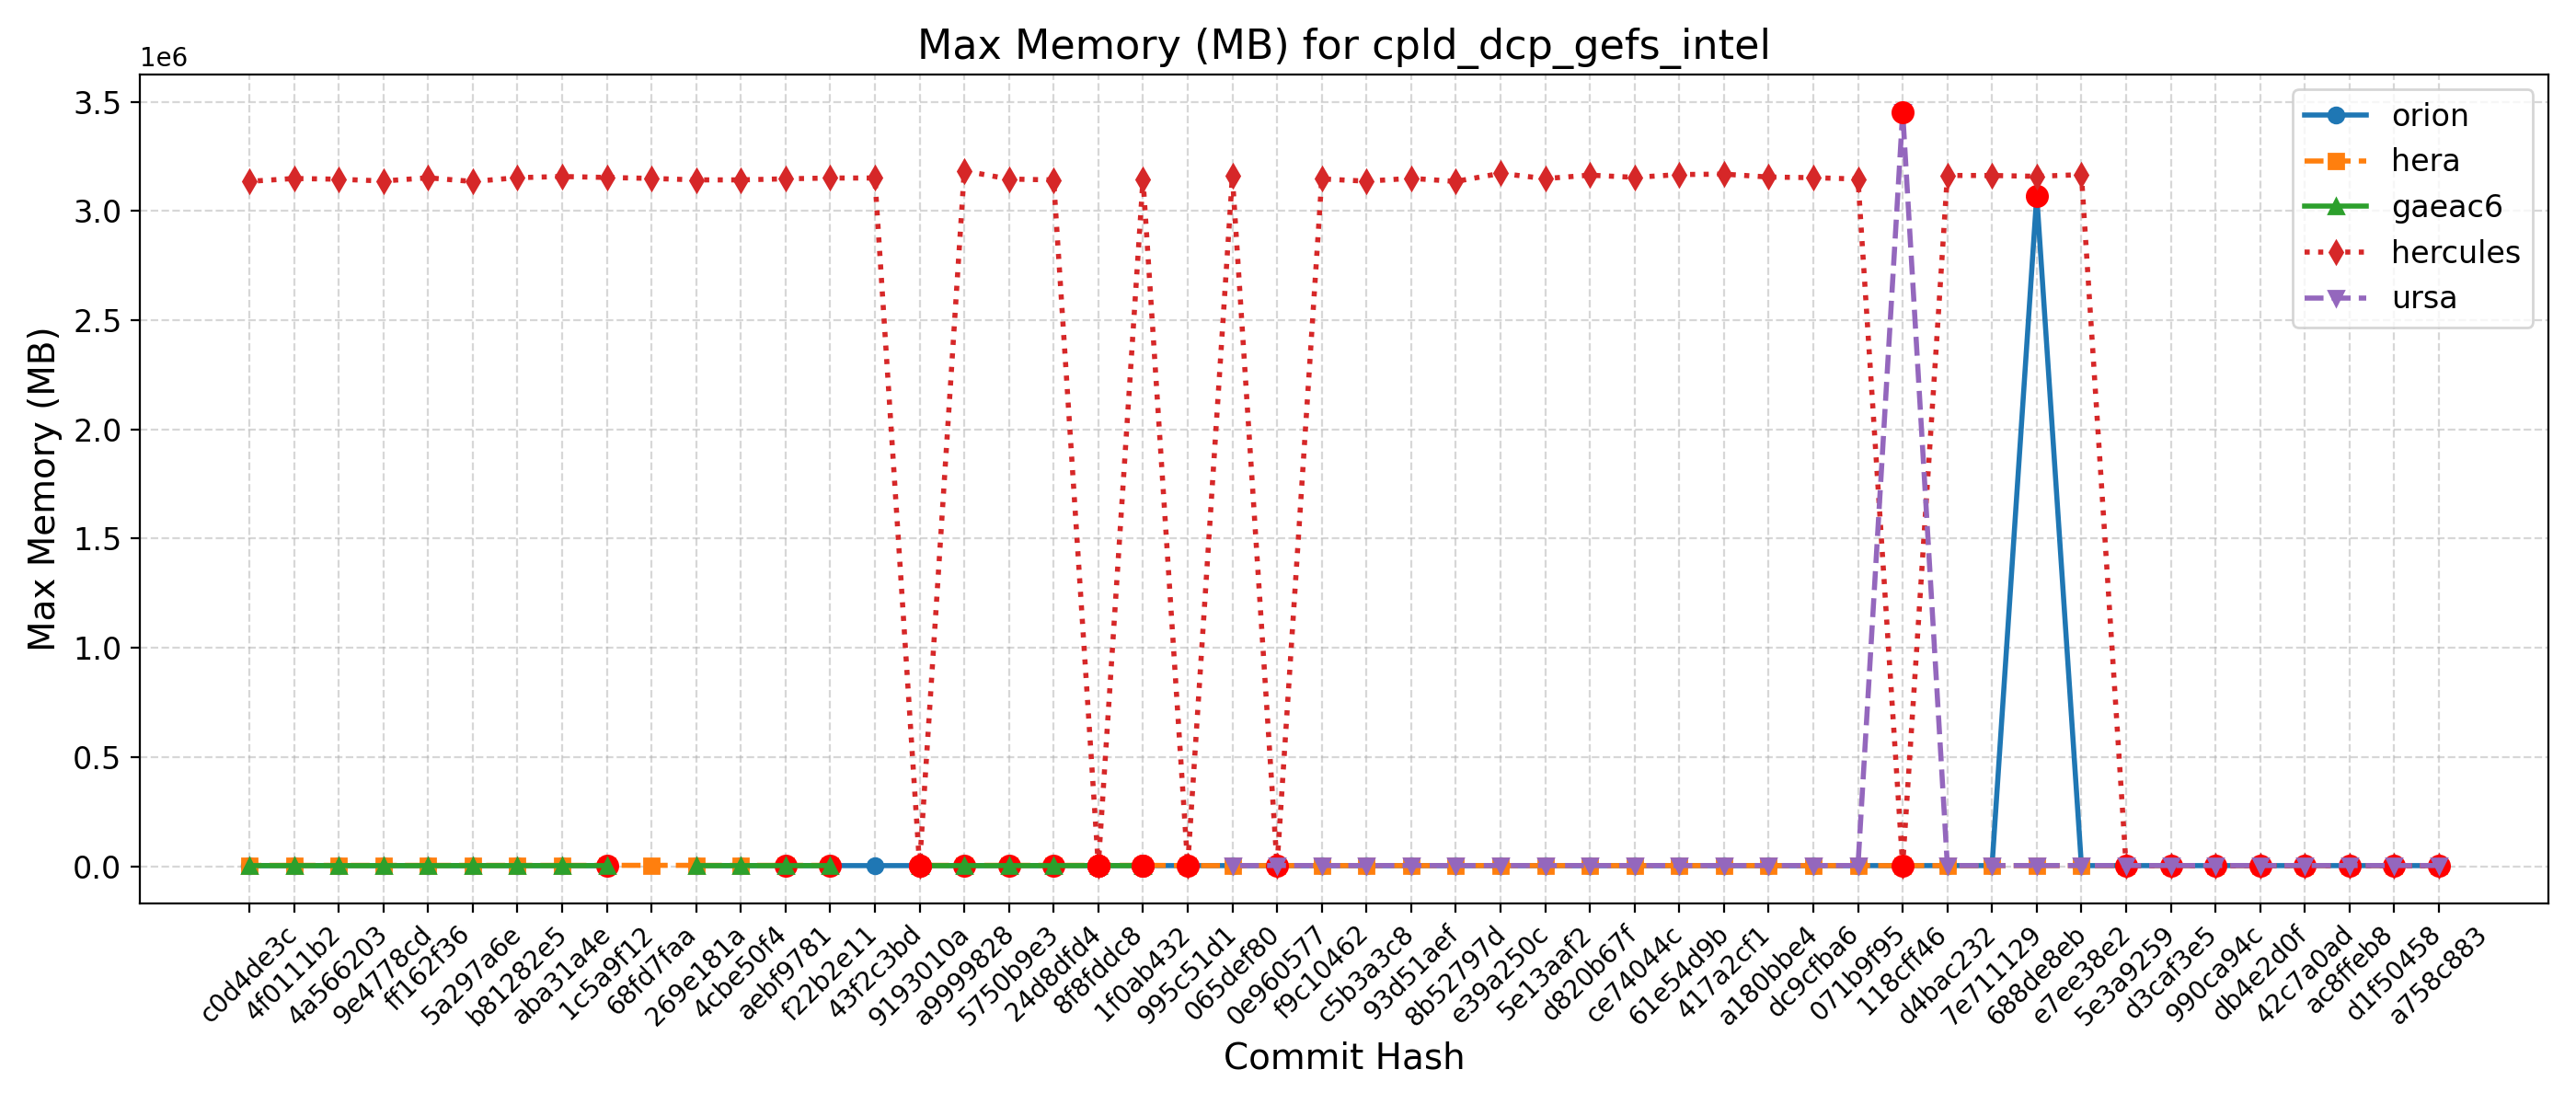 Max Memory (MB) for cpld_dcp_gefs_intel
1e6
3.5
3.0
2.5
2.0
1.5
1.0
0.5
0.0
Max Memory (MB)
orion
hera
gaeac6
hercules
ursa
c0d4de3c
4f0111b2
4a566203
9e4778cd
ff162f36
5a297a6e
b81282e5
aba31a4e
1c5a9f12
68fd7faa
269e181a
4cbe50f4
aebf9781
f22b2e11
43f2c3bd
9193010a
a9999828
5750b9e3
24d8dfd4
8f8fddc8
1f0ab432
995c51d1
065def80
0e960577
f9c10462
c5b3a3c8
93d51aef
8b52797d
e39a250c
5e13aaf2
d820b67f
ce74044c
61e54d9b
417a2cf1
a180bbe4
dc9cfba6
071b9f95
118cff46
d4bac232
7e711129
688de8eb
e7ee38e2
5e3a9259
d3caf3e5
990ca94c
db4e2d0f
42c7a0ad
ac8ffeb8
d1f50458
a758c883
Commit Hash